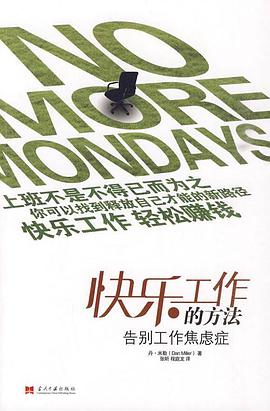 NO
MORE
MONDAYS
上班不是不得已而为之
你可以找到释放自己才能的新路径
快乐工作 轻松赚钱
快乐工作
的方法
告别工作焦虑症
丹·米勒（Dan Miller）著
张昕 程庭龙 译
当代中国出版社